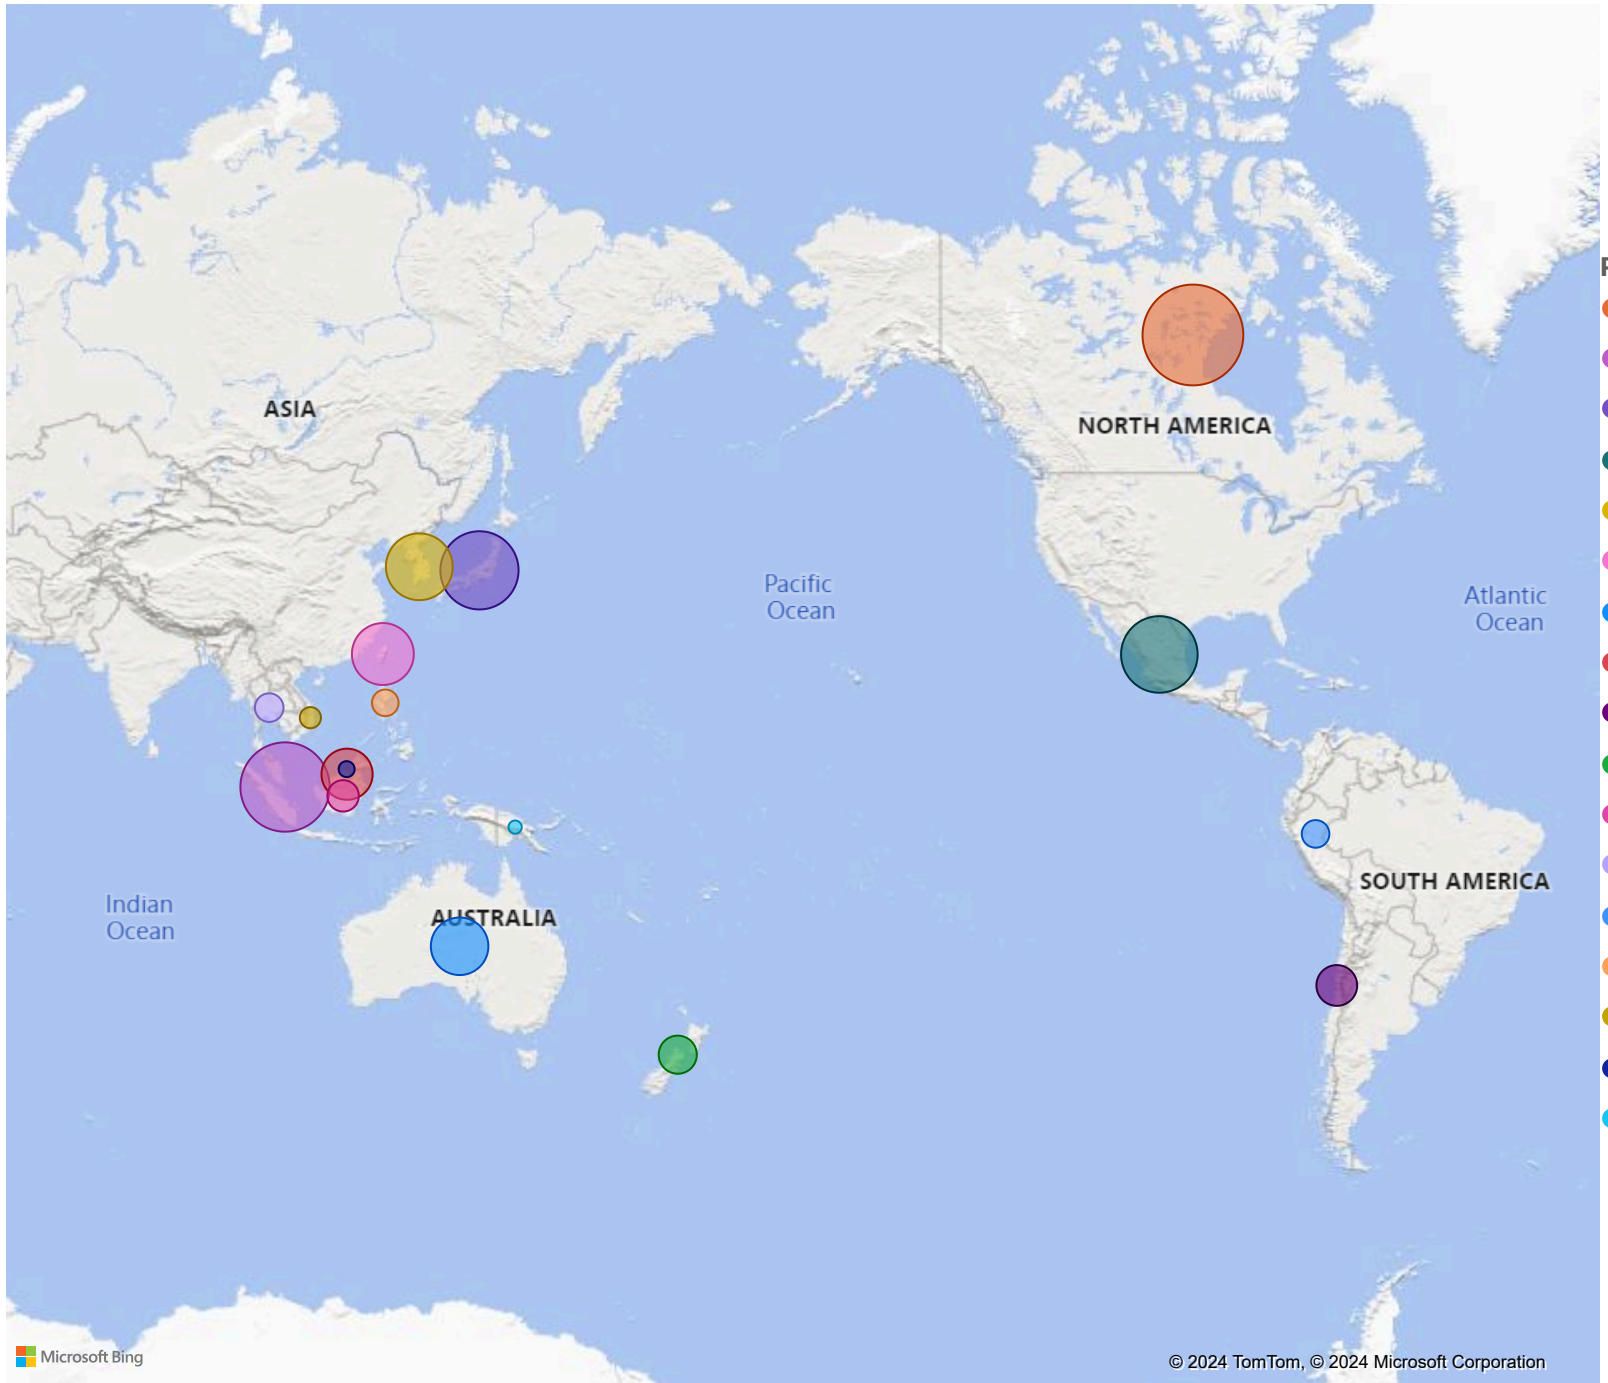 ASIA
NORTH AMERICA
Pacific
Ocean
Atlantic
Ocean
SOUTH AMERICA
Indian
Ocean
AUSTRALIA
Microsoft Bing
© 2024 TomTom, © 2024 Microsoft Corporation